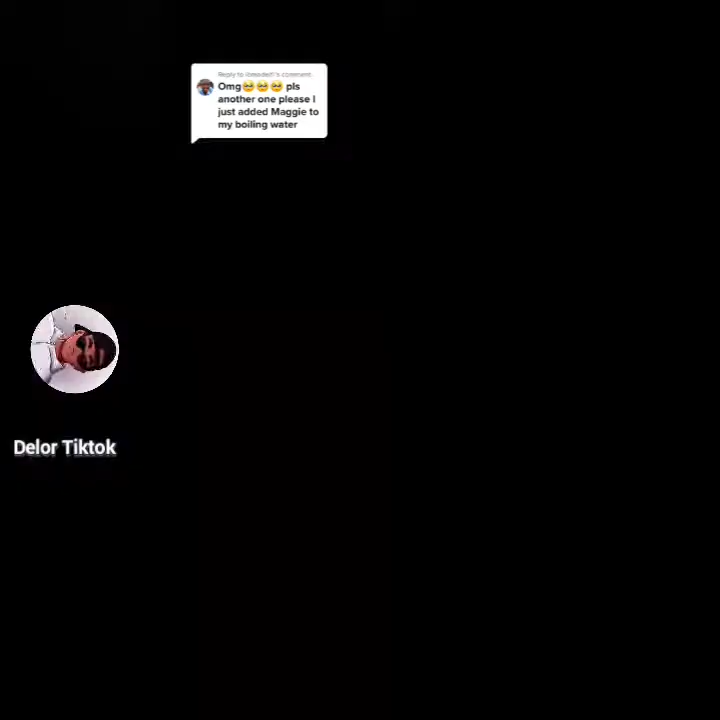 Omg🥺🥺🥺 pls
another one please I
just added Maggie to
my boiling water
Delor Tiktok